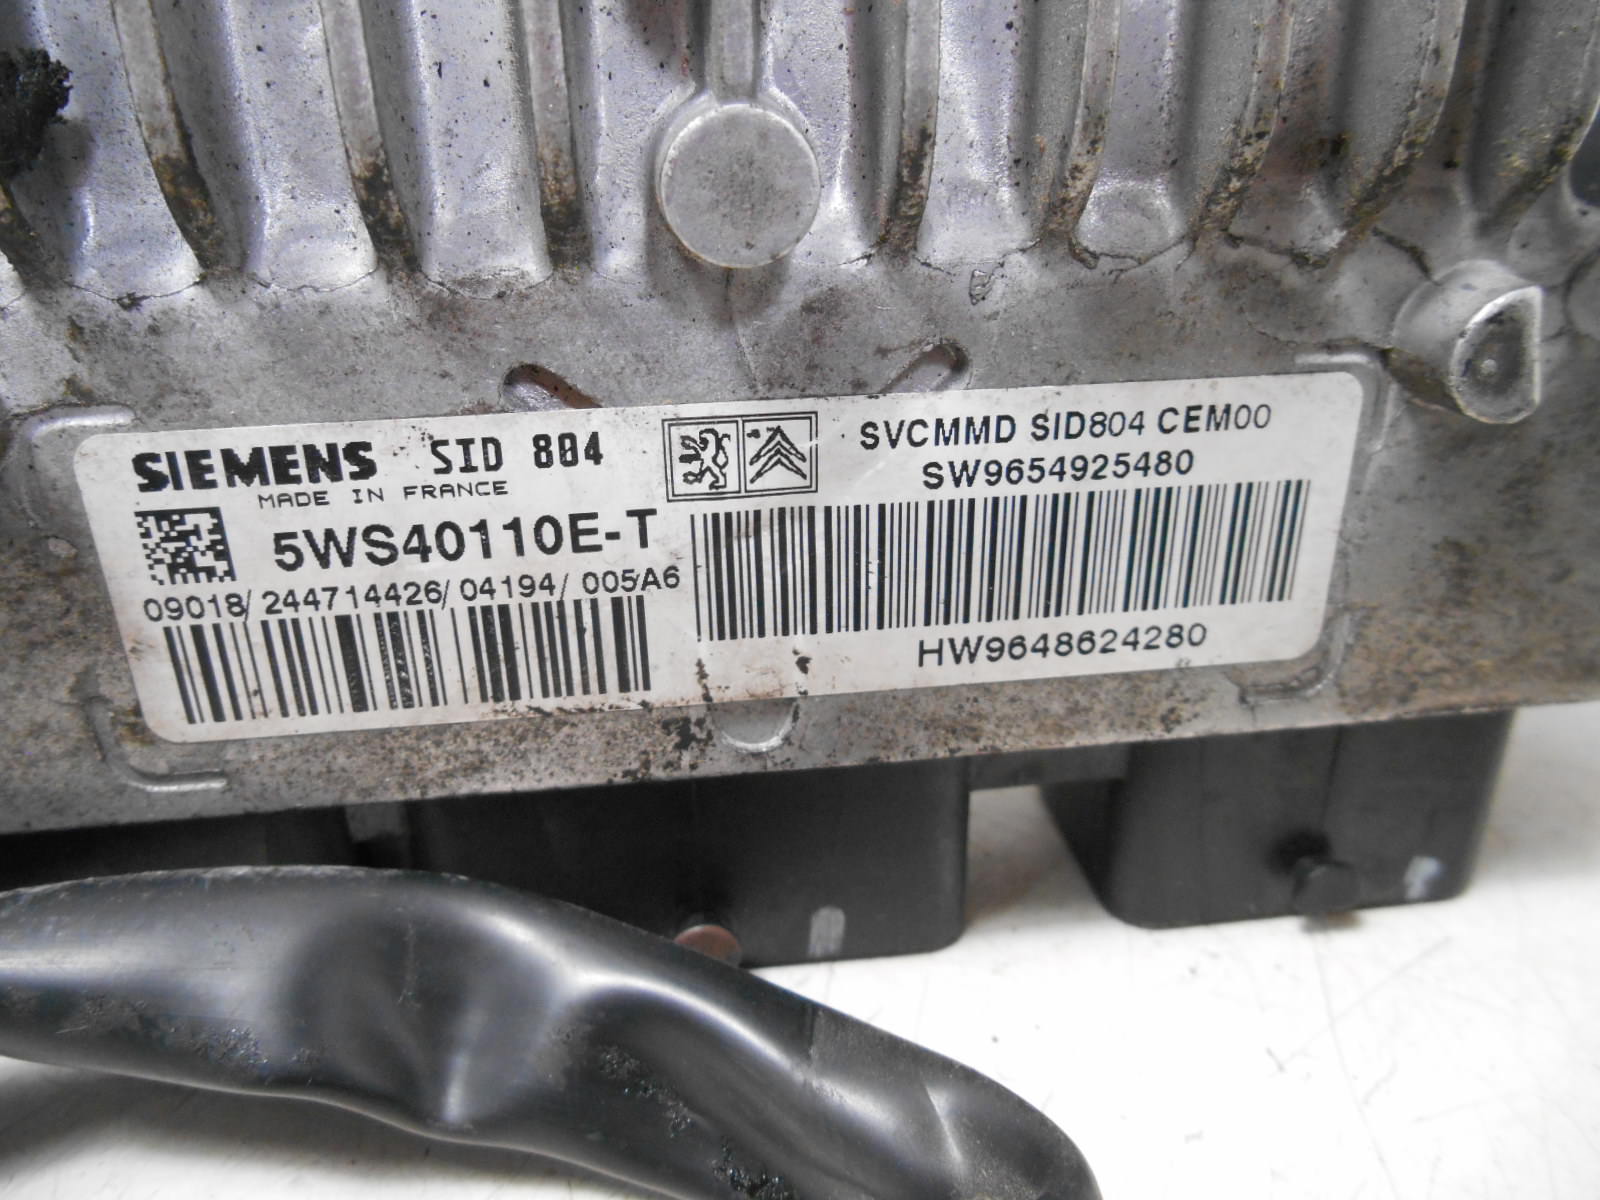 SIEMENS SID 804
MADE IN FRANCE
5WS40110E-T
09018/244714426/04194/005A6
SVCMMD SID804 CEM00
SW9654925480
HW9648624280